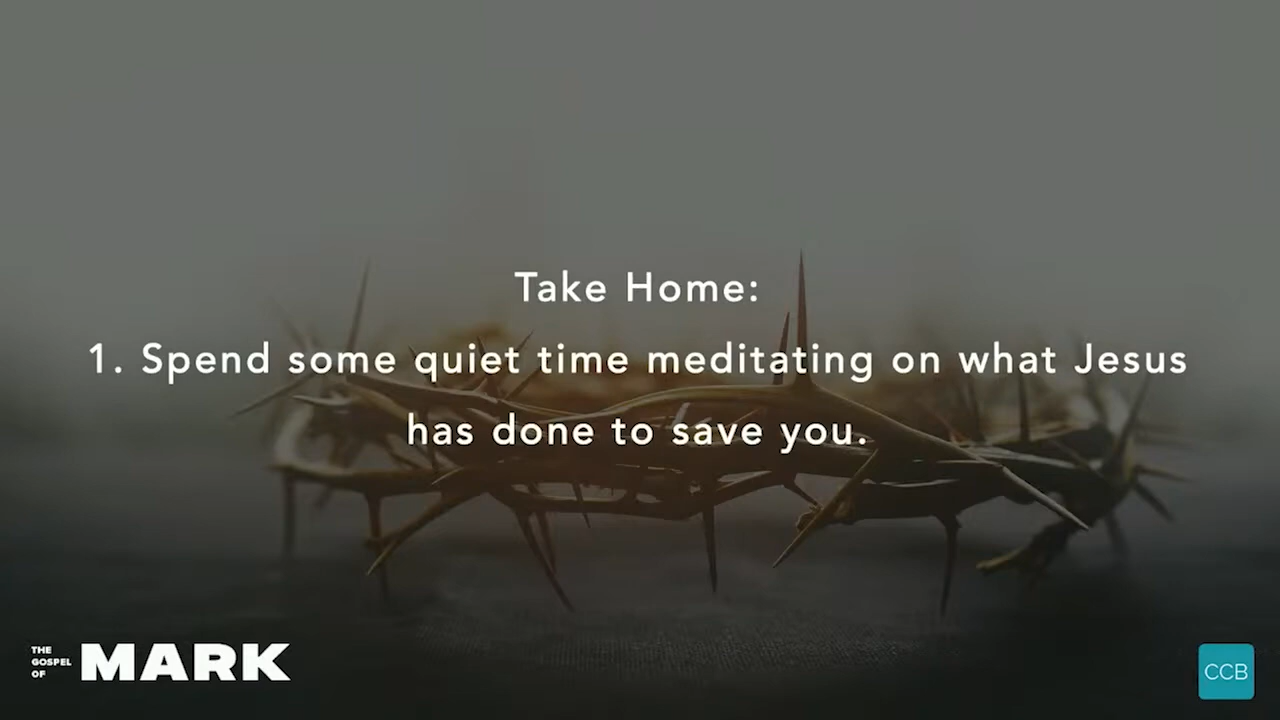 Take Home:
1. Spend some quiet time meditating on what Jesus
has done to save you.
THE
GOSPEL
OF
MARK
CCB